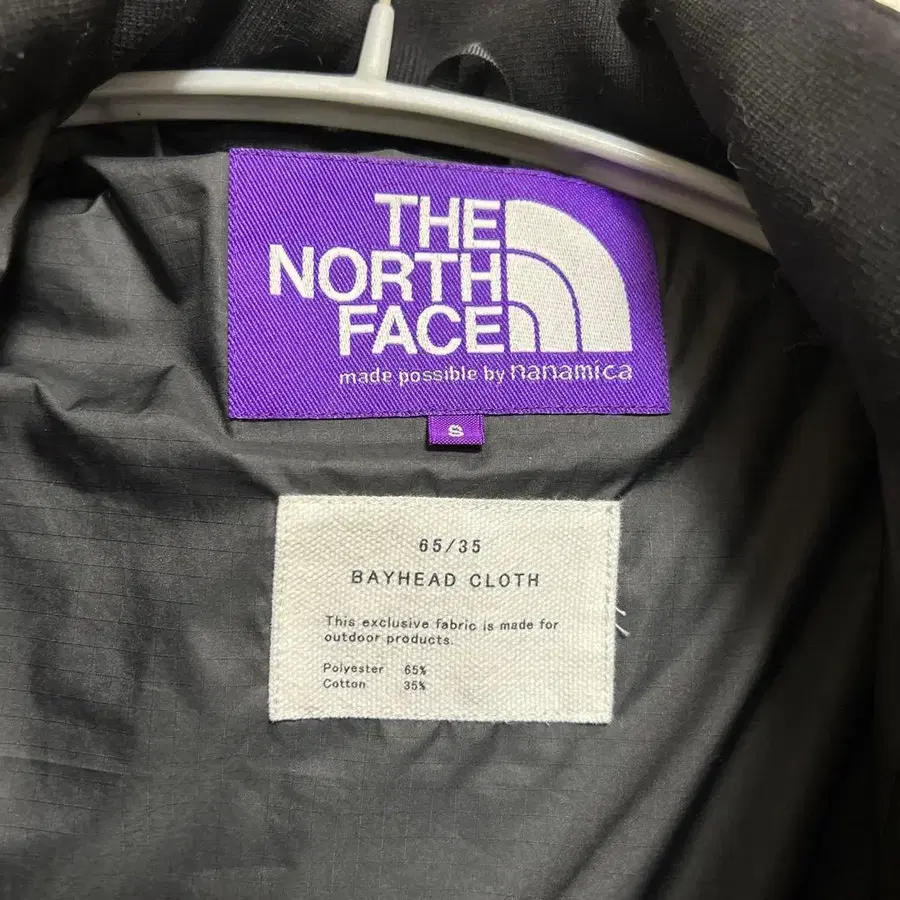 THE
NORTH
FACE
made possible by nanamica
S
65/35
BAYHEAD CLOTH
This exclusive fabric is made for
outdoor products.
Polyester 65%
Cotton 35%